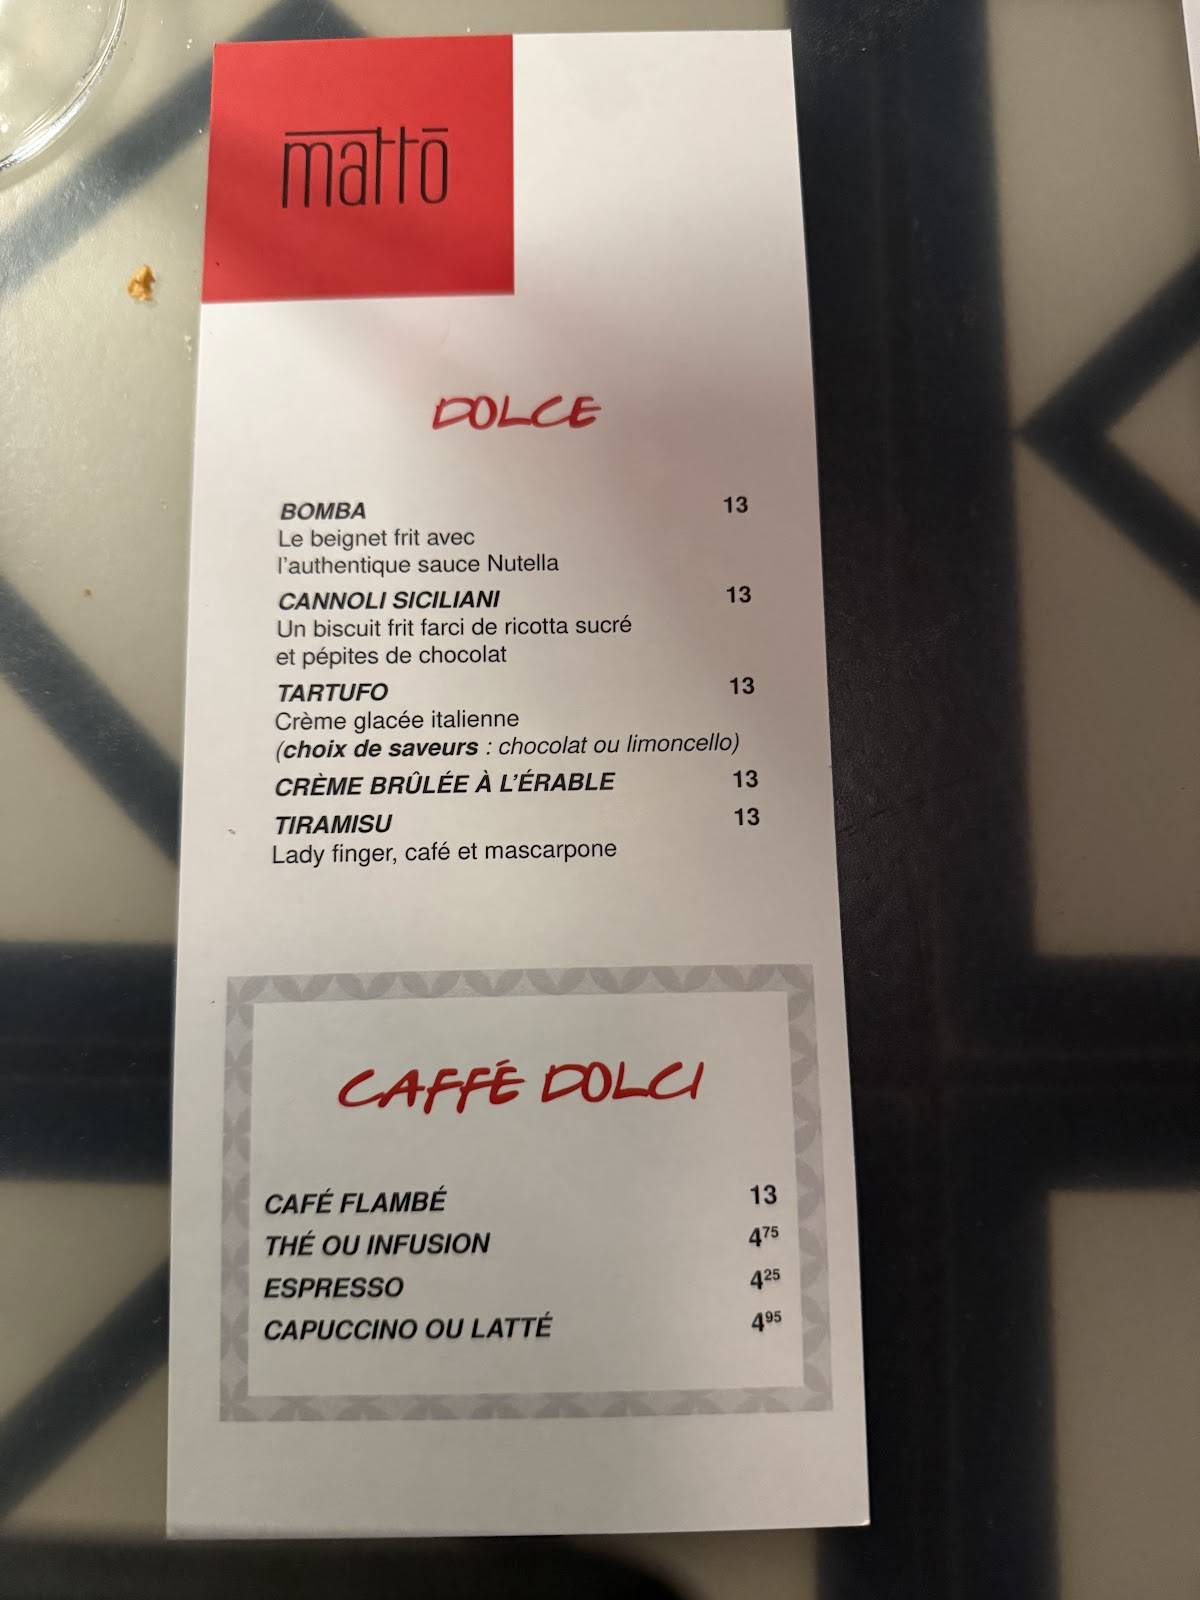 mattō
DOLCE
BOMBA 13
Le beignet frit avec
l'authentique sauce Nutella
CANNOLI SICILIANI 13
Un biscuit frit farci de ricotta sucré
et pépites de chocolat
TARTUFO 13
Crème glacée italienne
(choix de saveurs : chocolat ou limoncello)
CRÈME BRÛLÉE À L'ÉRABLE 13
TIRAMISU 13
Lady finger, café et mascarpone
CAFFÉ DOLCI
CAFÉ FLAMBÉ 13
THÉ OU INFUSION 4⁷⁵
ESPRESSO 4²⁵
CAPUCCINO OU LATTÉ 4⁹⁵